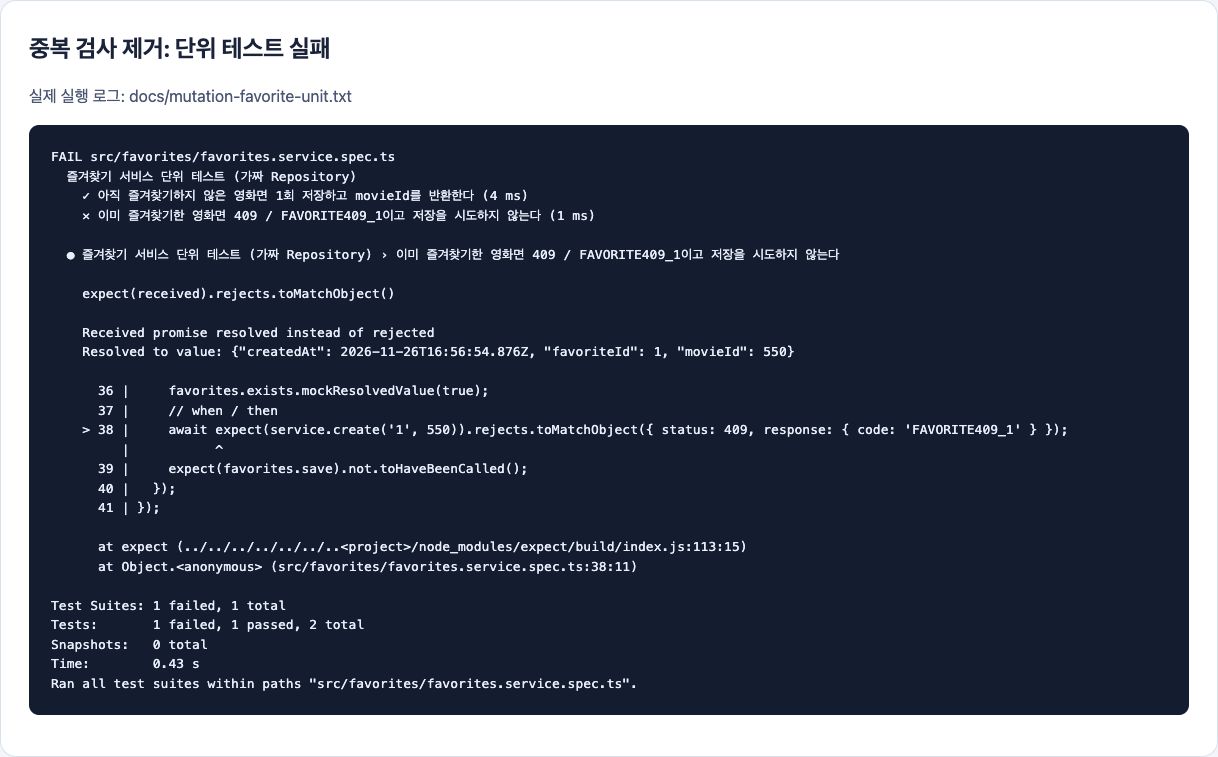 중복 검사 제거: 단위 테스트 실패
실제 실행 로그: docs/mutation-favorite-unit.txt
FAIL src/favorites/favorites.service.spec.ts
즐겨찾기 서비스 단위 테스트 (가짜 Repository)
✓ 아직 즐겨찾기하지 않은 영화면 1회 저장하고 movieId를 반환한다 (4 ms)
× 이미 즐겨찾기한 영화면 409 / FAVORITE409_1이고 저장을 시도하지 않는다 (1 ms)
● 즐겨찾기 서비스 단위 테스트 (가짜 Repository) › 이미 즐겨찾기한 영화면 409 / FAVORITE409_1이고 저장을 시도하지 않는다
expect(received).rejects.toMatchObject()
Received promise resolved instead of rejected
Resolved to value: {"createdAt": 2026-11-26T16:56:54.876Z, "favoriteId": 1, "movieId": 550}
36 |     favorites.exists.mockResolvedValue(true);
37 |     // when / then
> 38 |     await expect(service.create('1', 550)).rejects.toMatchObject({ status: 409, response: { code: 'FAVORITE409_1' } });
|           ^
39 |     expect(favorites.save).not.toHaveBeenCalled();
40 |   });
41 | });
at expect (../../../../../../..<project>/node_modules/expect/build/index.js:113:15)
at Object.<anonymous> (src/favorites/favorites.service.spec.ts:38:11)
Test Suites: 1 failed, 1 total
Tests:       1 failed, 1 passed, 2 total
Snapshots:   0 total
Time:        0.43 s
Ran all test suites within paths "src/favorites/favorites.service.spec.ts".